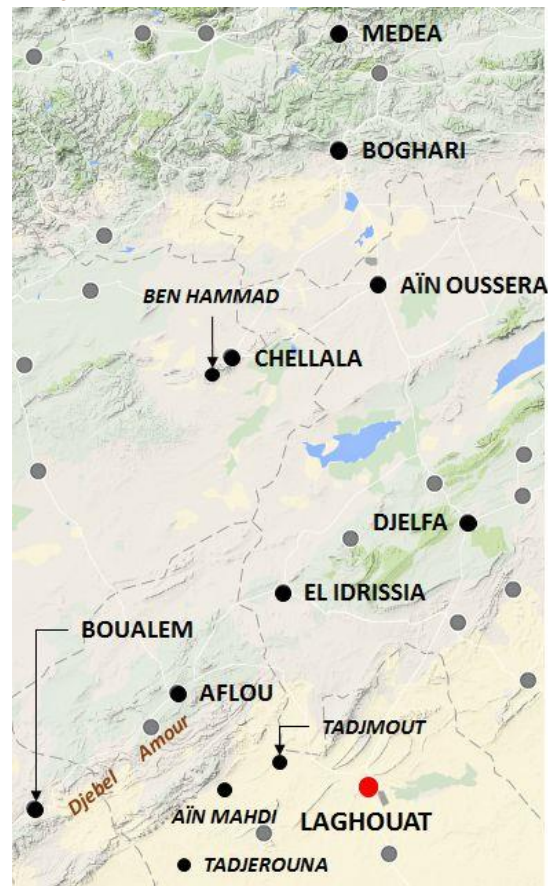 MEDEA
BOGHARI
AÏN OUSSERA
BEN HAMMAD
CHELLALA
DJELFA
EL IDRISSIA
BOUALEM
AFLOU
TADJMOUT
Djebel Amour
AÏN MAHDI
LAGHOUAT
TADJEROUNA